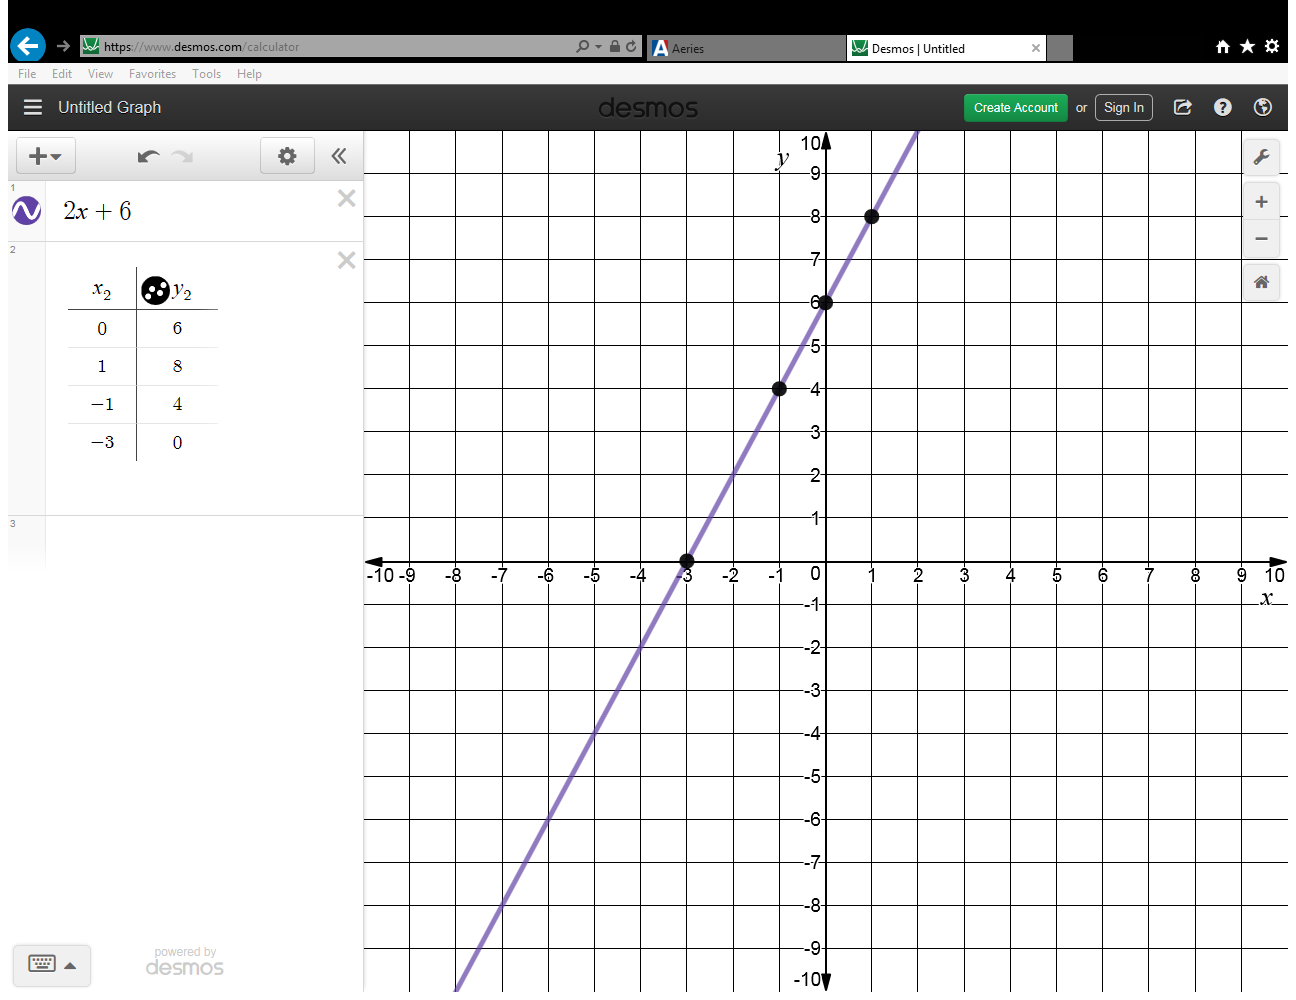 https://www.desmos.com/calculator
Aeries
Desmos | Untitled
File Edit View Favorites Tools Help
Untitled Graph
desmos
Create Account or Sign In
1
2x + 6
2
x₂ y₂
0 6
1 8
−1 4
−3 0
3
powered by
desmos
y
10
9
8
7
6
5
4
3
2
1
-10 -9 -8 -7 -6 -5 -4 -3 -2 -1 0 1 2 3 4 5 6 7 8 9 10
x
-1
-2
-3
-4
-5
-6
-7
-8
-9
-10